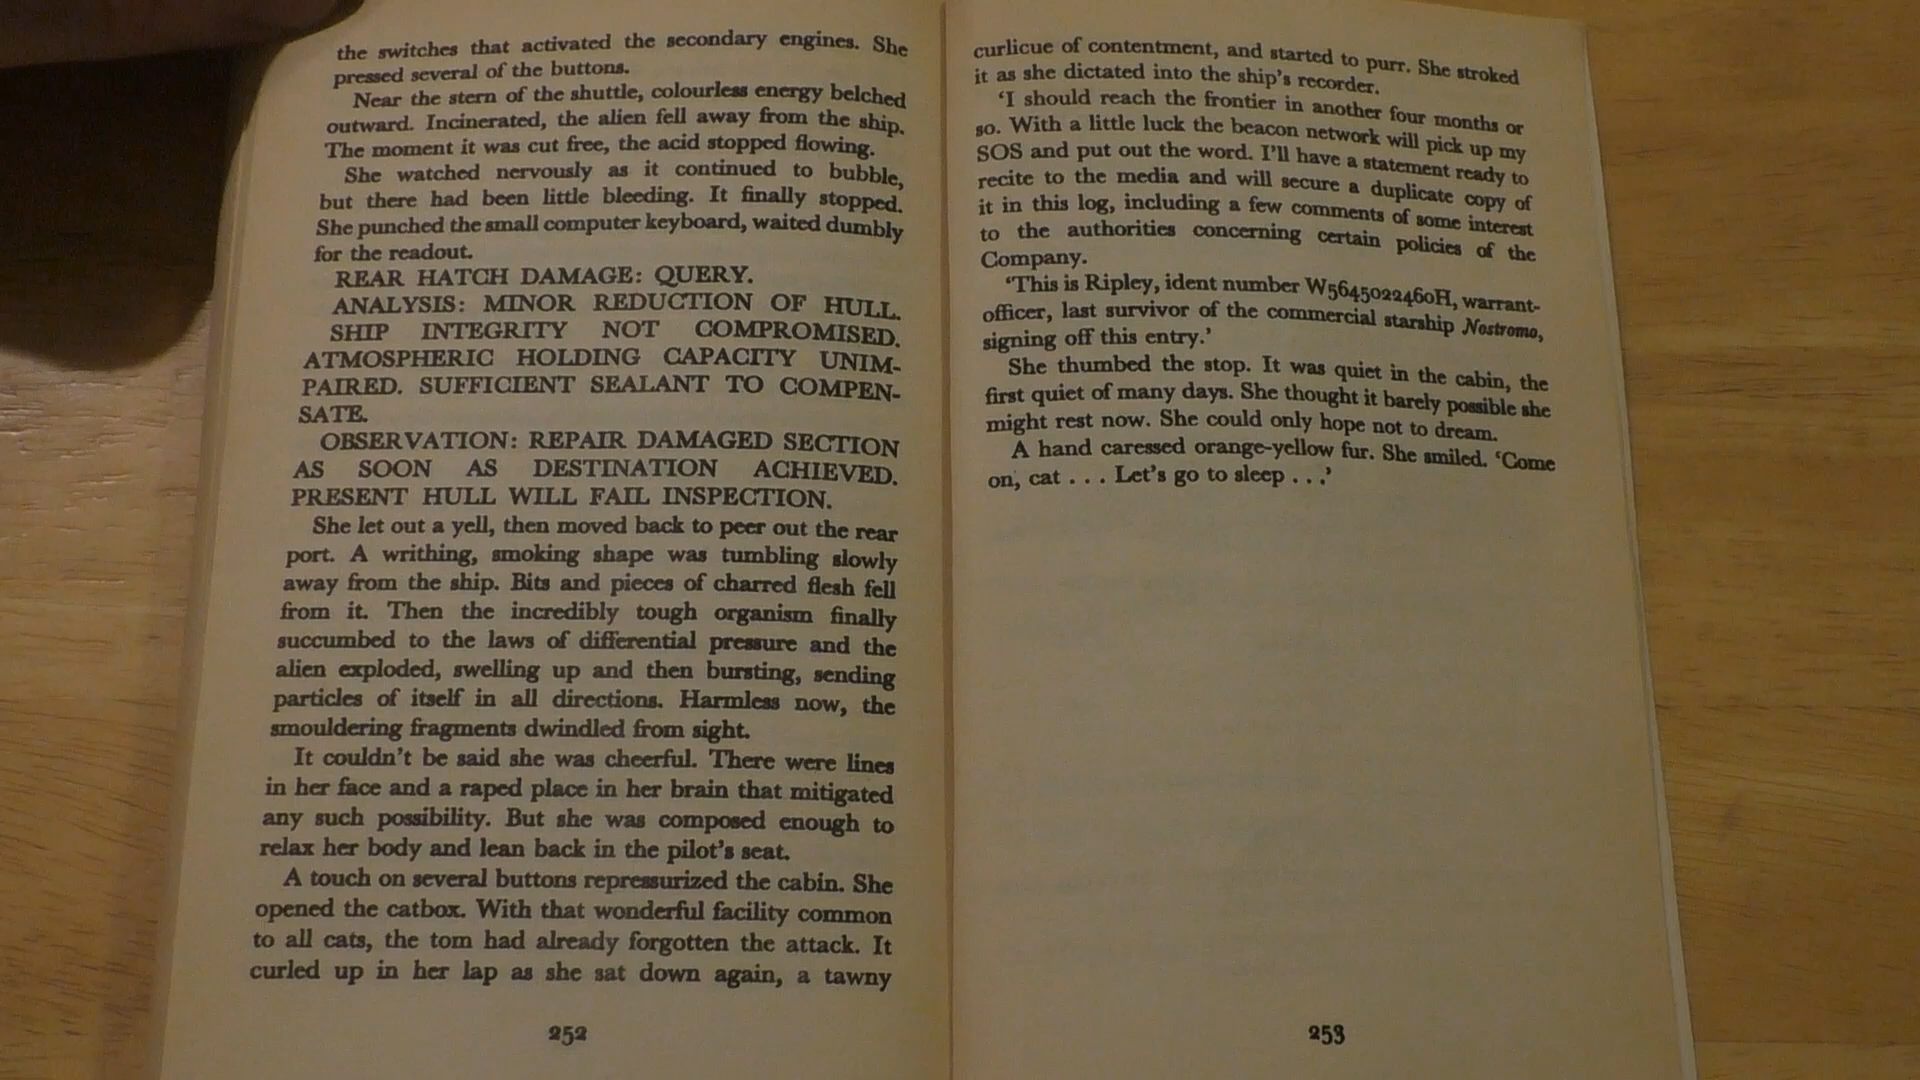 the switches that activated the secondary engines. She
pressed several of the buttons.
Near the stern of the shuttle, colourless energy belched
outward. Incinerated, the alien fell away from the ship.
The moment it was cut free, the acid stopped flowing.
She watched nervously as it continued to bubble,
but there had been little bleeding. It finally stopped.
She punched the small computer keyboard, waited dumbly
for the readout.
REAR HATCH DAMAGE: QUERY.
ANALYSIS: MINOR REDUCTION OF HULL.
SHIP INTEGRITY NOT COMPROMISED.
ATMOSPHERIC HOLDING CAPACITY UNIM-
PAIRED. SUFFICIENT SEALANT TO COMPEN-
SATE.
OBSERVATION: REPAIR DAMAGED SECTION
AS SOON AS DESTINATION ACHIEVED.
PRESENT HULL WILL FAIL INSPECTION.
She let out a yell, then moved back to peer out the rear
port. A writhing, smoking shape was tumbling slowly
away from the ship. Bits and pieces of charred flesh fell
from it. Then the incredibly tough organism finally
succumbed to the laws of differential pressure and the
alien exploded, swelling up and then bursting, sending
particles of itself in all directions. Harmless now, the
smouldering fragments dwindled from sight.
It couldn't be said she was cheerful. There were lines
in her face and a raped place in her brain that mitigated
any such possibility. But she was composed enough to
relax her body and lean back in the pilot's seat.
A touch on several buttons repressurized the cabin. She
opened the catbox. With that wonderful facility common
to all cats, the tom had already forgotten the attack. It
curled up in her lap as she sat down again, a tawny
252
curlicue of contentment, and started to purr. She stroked
it as she dictated into the ship's recorder.
'I should reach the frontier in another four months or
so. With a little luck the beacon network will pick up my
SOS and put out the word. I'll have a statement ready to
recite to the media and will secure a duplicate copy of
it in this log, including a few comments of some interest
to the authorities concerning certain policies of the
Company.
'This is Ripley, ident number W5645022460H, warrant-
officer, last survivor of the commercial starship Nostromo,
signing off this entry.'
She thumbed the stop. It was quiet in the cabin, the
first quiet of many days. She thought it barely possible she
might rest now. She could only hope not to dream.
A hand caressed orange-yellow fur. She smiled. 'Come
on, cat . . . Let's go to sleep . . .'
253